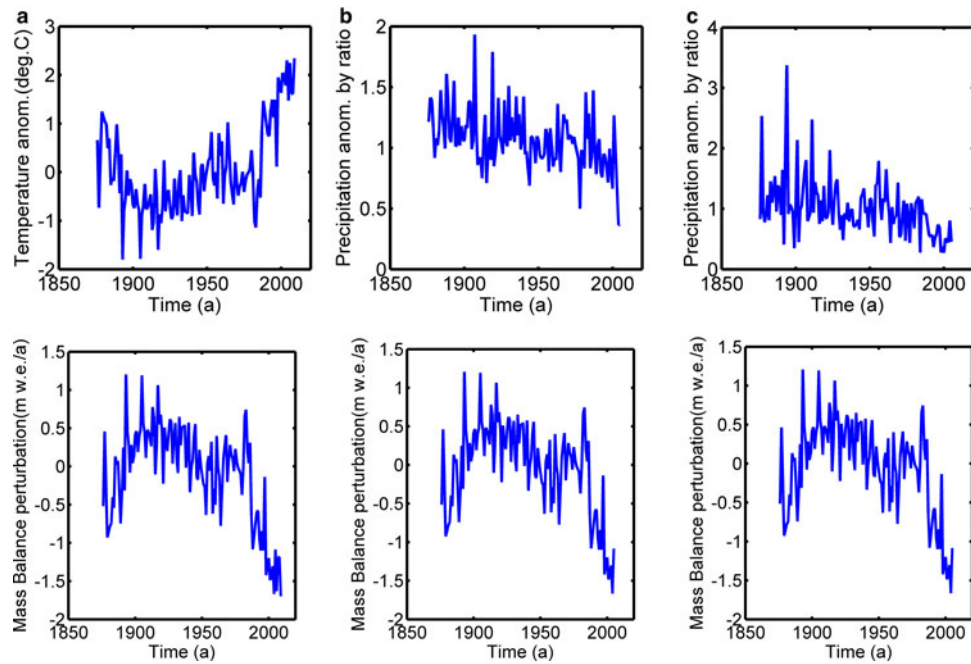 a
Temperature anom.(deg.C)
3
2
1
0
-1
-2
1850 1900 1950 2000
Time (a)
b
Precipitation anom. by ratio
2
1.5
1
0.5
0
1850 1900 1950 2000
Time (a)
c
Precipitation anom. by ratio
4
3
2
1
0
1850 1900 1950 2000
Time (a)
Mass Balance perturbation(m w.e./a)
1.5
1
0.5
0
-0.5
-1
-1.5
-2
1850 1900 1950 2000
Time (a)
Mass Balance perturbation(m w.e./a)
1.5
1
0.5
0
-0.5
-1
-1.5
-2
1850 1900 1950 2000
Time (a)
Mass Balance perturbation(m w.e./a)
1.5
1
0.5
0
-0.5
-1
-1.5
-2
1850 1900 1950 2000
Time (a)